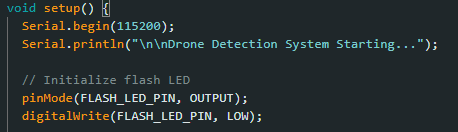 void setup() {
  Serial.begin(115200);
  Serial.println("\n\nDrone Detection System Starting...");

  // Initialize flash LED
  pinMode(FLASH_LED_PIN, OUTPUT);
  digitalWrite(FLASH_LED_PIN, LOW);